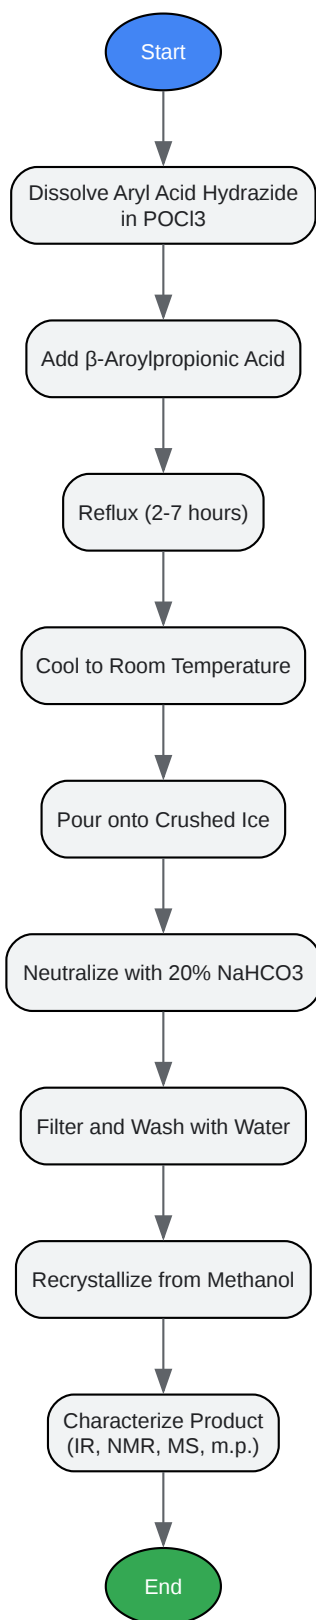 Start
Dissolve Aryl Acid Hydrazide
in POCl3
Add β-Aroylpropionic Acid
Reflux (2-7 hours)
Cool to Room Temperature
Pour onto Crushed Ice
Neutralize with 20% NaHCO3
Filter and Wash with Water
Recrystallize from Methanol
Characterize Product
(IR, NMR, MS, m.p.)
End